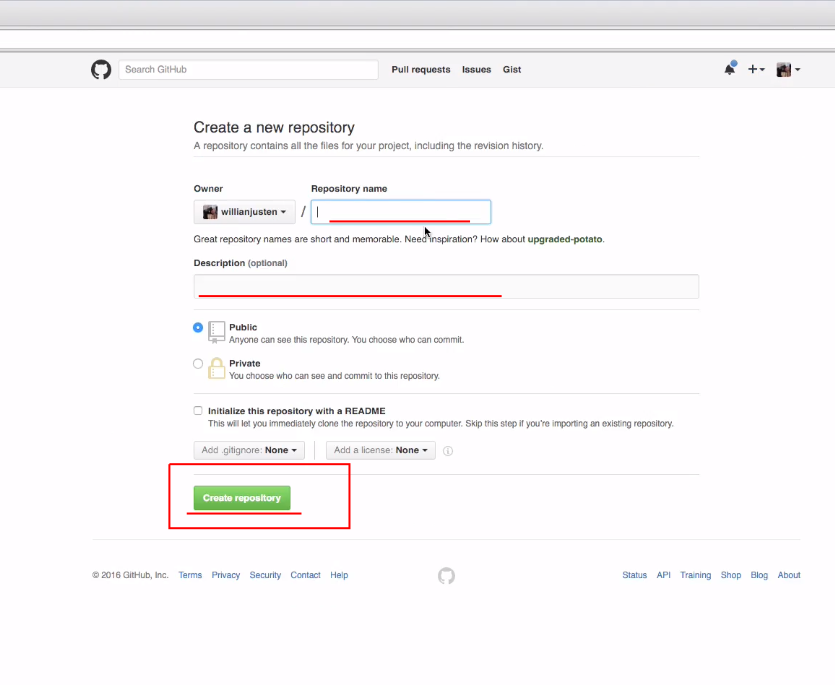 Search GitHub Pull requests Issues Gist
Create a new repository
A repository contains all the files for your project, including the revision history.
Owner Repository name
willianjusten /
Great repository names are short and memorable. Need inspiration? How about upgraded-potato.
Description (optional)
Public
Anyone can see this repository. You choose who can commit.
Private
You choose who can see and commit to this repository.
Initialize this repository with a README
This will let you immediately clone the repository to your computer. Skip this step if you're importing an existing repository.
Add .gitignore: None Add a license: None
Create repository
© 2016 GitHub, Inc. Terms Privacy Security Contact Help Status API Training Shop Blog About